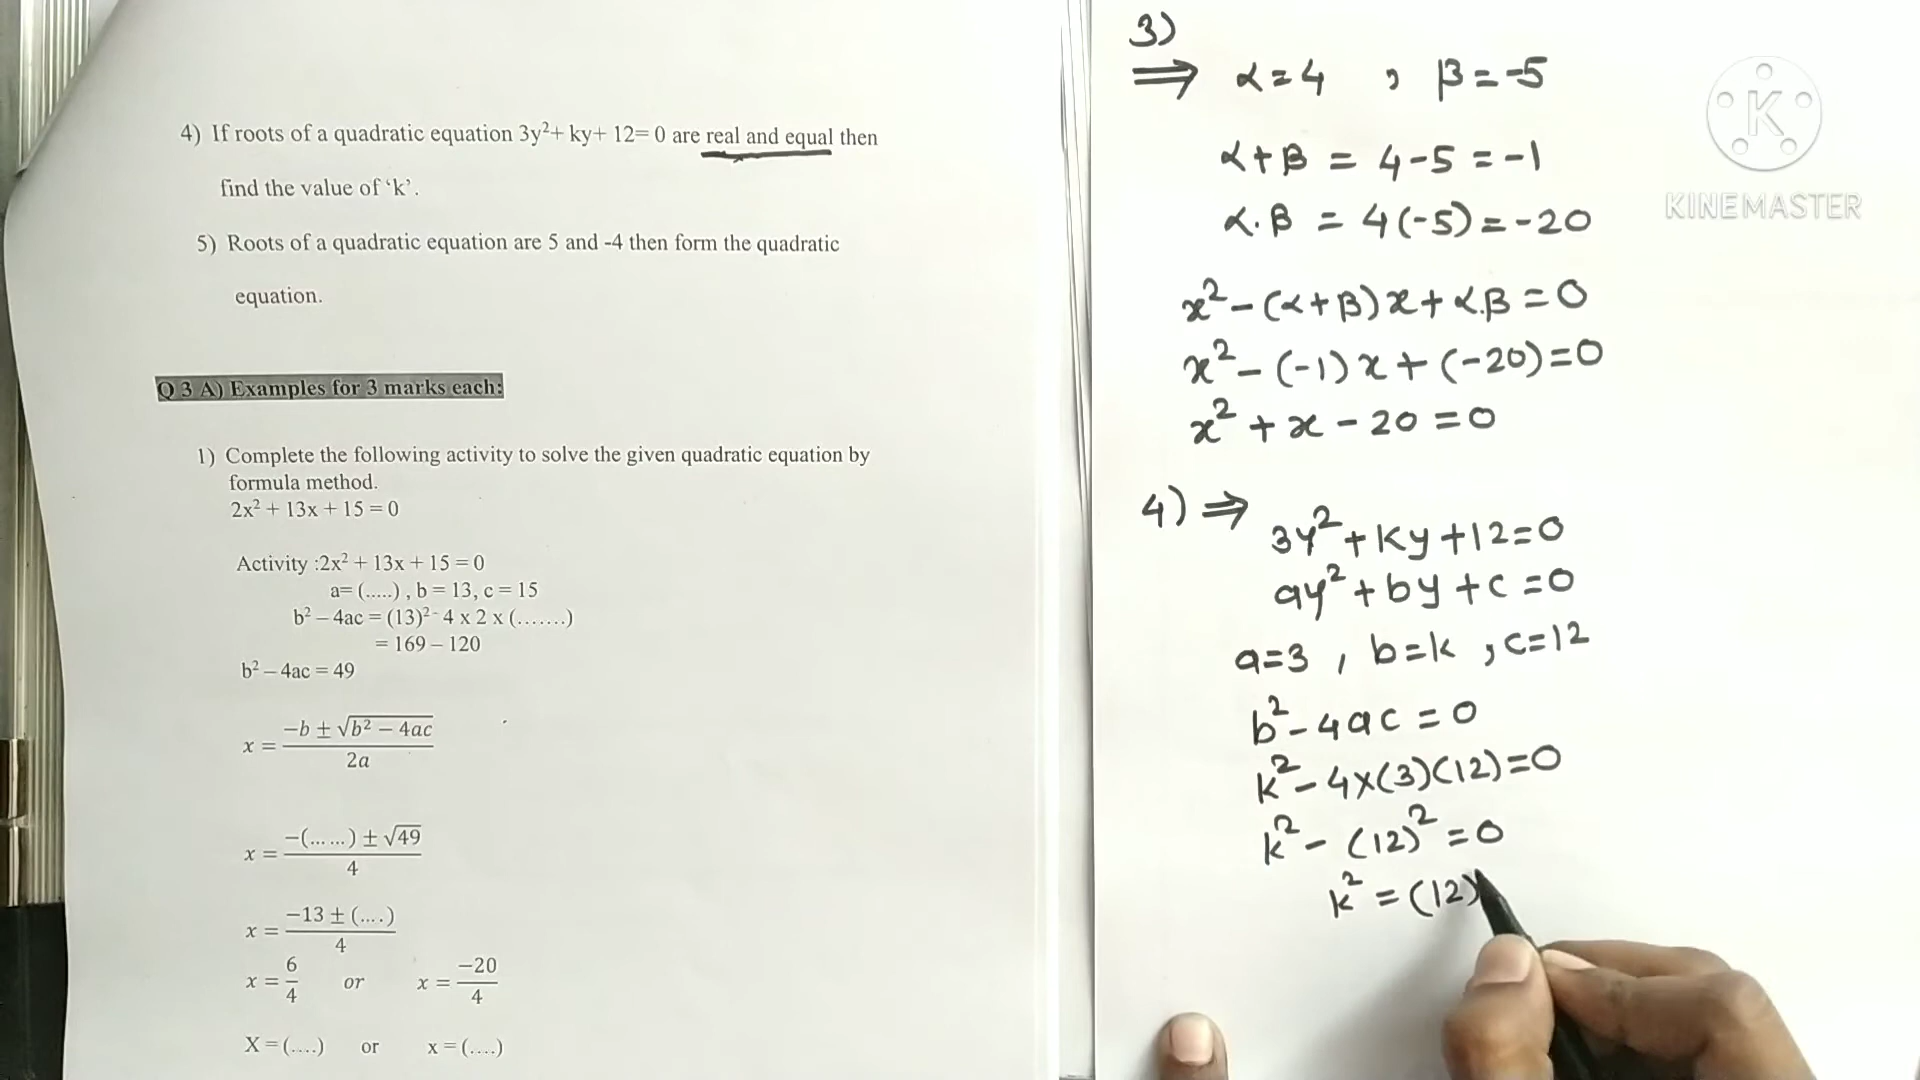 4) If roots of a quadratic equation 3y²+ ky+ 12= 0 are real and equal then
find the value of ‘k’.
5) Roots of a quadratic equation are 5 and -4 then form the quadratic
equation.
Q 3 A) Examples for 3 marks each:
1) Complete the following activity to solve the given quadratic equation by
formula method.
2x² + 13x + 15 = 0
Activity :2x² + 13x + 15 = 0
a= (.....) , b = 13, c = 15
b² – 4ac = (13)² - 4 x 2 x (.......)
= 169 – 120
b² – 4ac = 49
x = (−b ± √(b² − 4ac))/2a
x = (−(......) ± √49)/4
x = (−13 ± (....))/4
x = 6/4 or x = −20/4
X = (....) or x = (....)
3)
⇒ α = 4 , β = -5
α + β = 4 - 5 = -1
α . β = 4 (-5) = -20
x² - (α + β) x + α.β = 0
x² - (-1) x + (-20) = 0
x² + x - 20 = 0
4) ⇒
3y² + ky + 12 = 0
ay² + by + c = 0
a=3 , b=k , c=12
b² - 4ac = 0
k² - 4×(3)(12) = 0
k² - (12)² = 0
k² = (12)
K
KINEMASTER